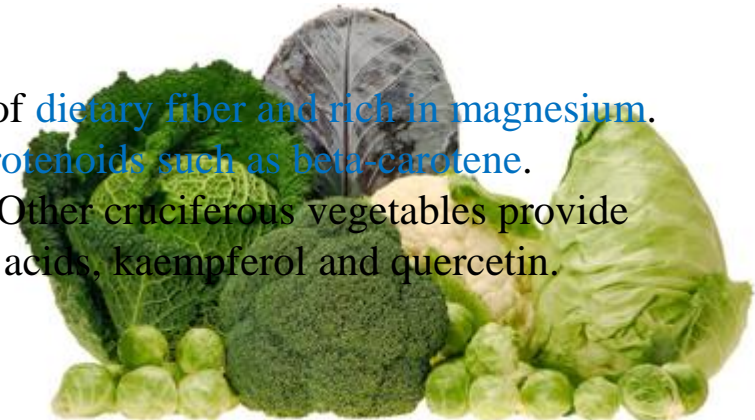 of dietary fiber and rich in magnesium.
rotenoids such as beta-carotene.
Other cruciferous vegetables provide
acids, kaempferol and quercetin.